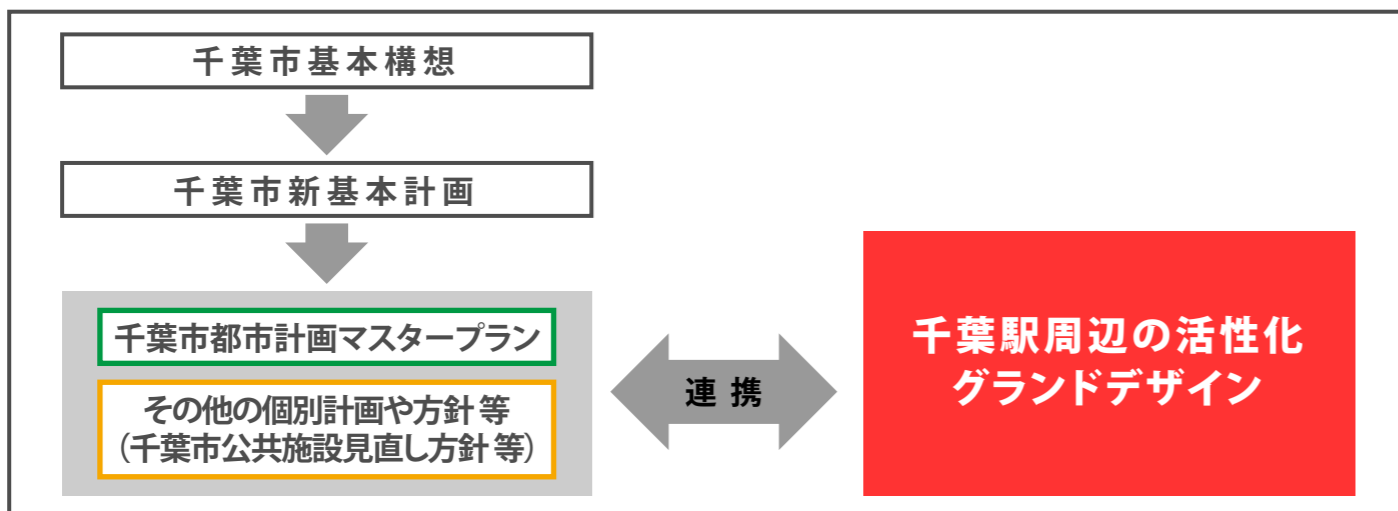 千葉市基本構想
千葉市新基本計画
千葉市都市計画マスタープラン
その他の個別計画や方針 等
（千葉市公共施設見直し方針 等）
連携
千葉駅周辺の活性化
グランドデザイン